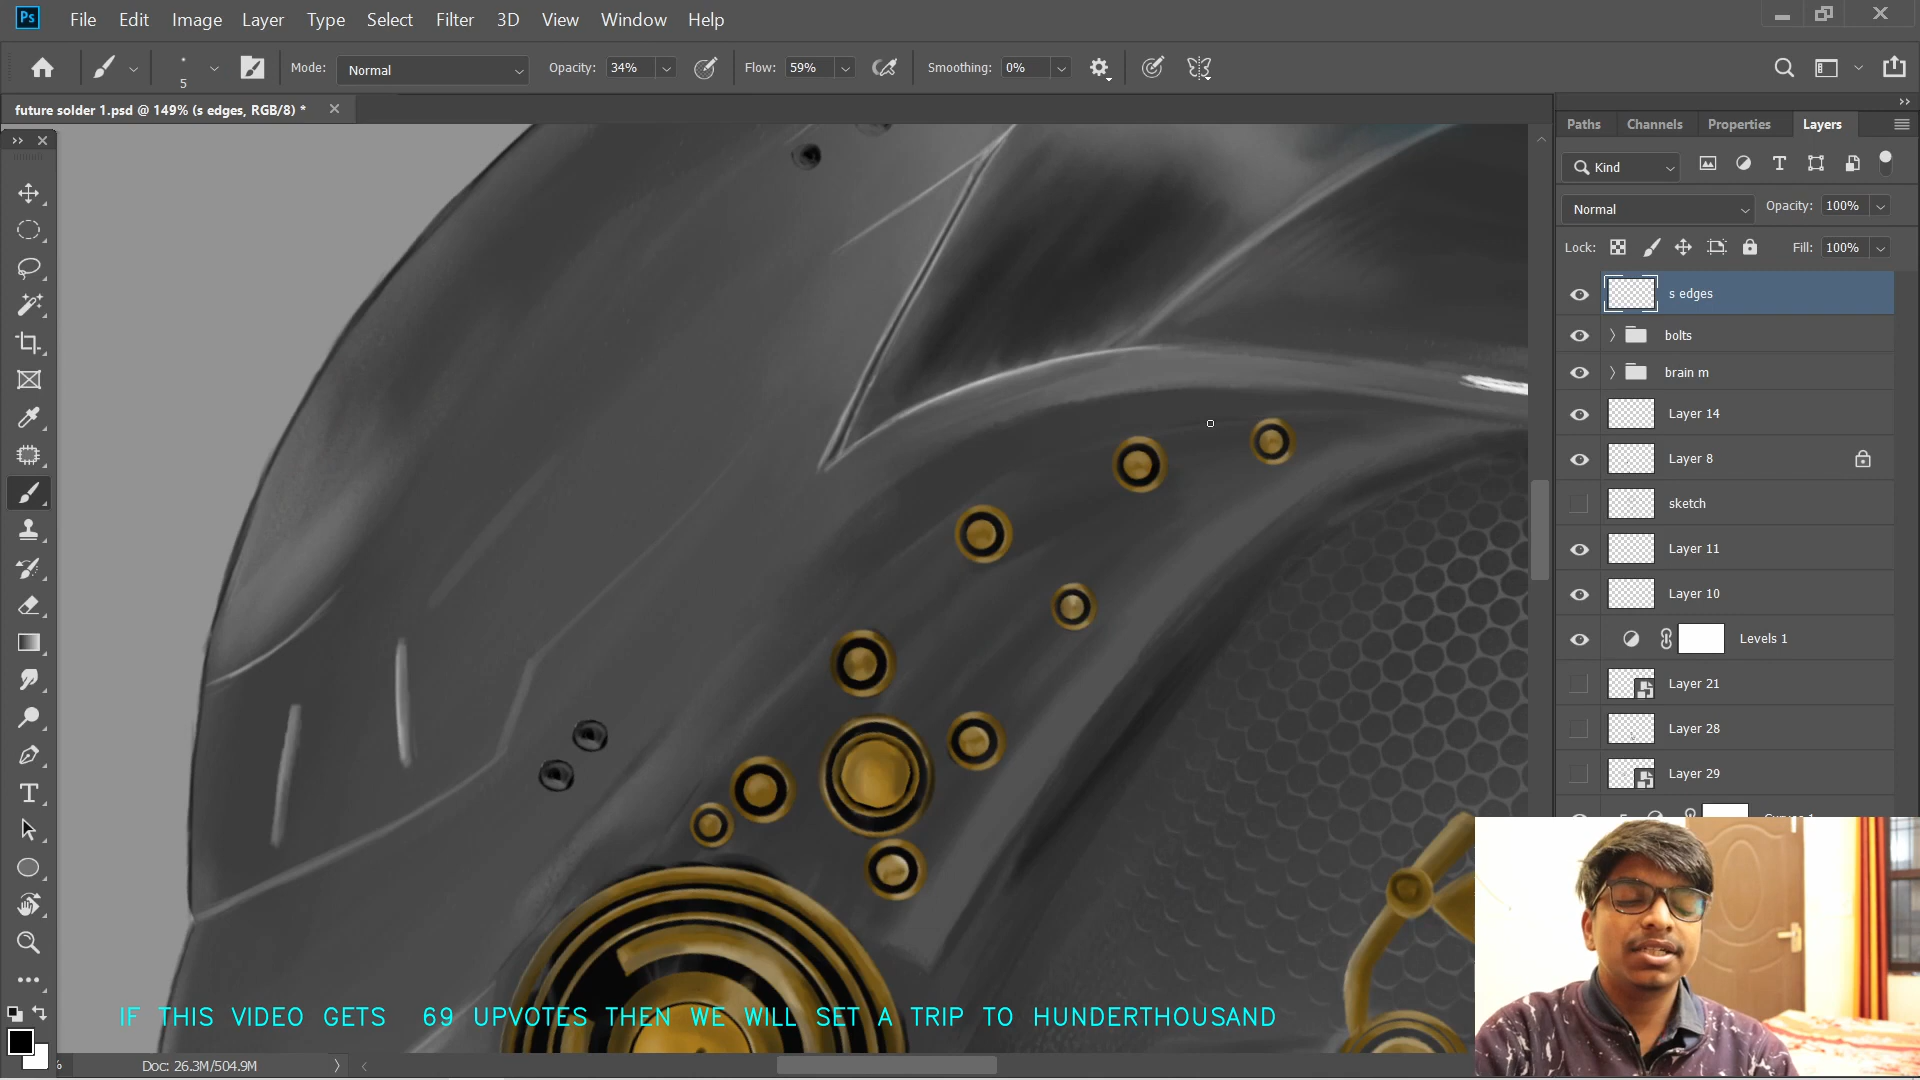 Ps File Edit Image Layer Type Select Filter 3D View Window Help
5 Mode: Normal Opacity: 34% Flow: 59% Smoothing: 0%
future solder 1.psd @ 149% (s edges, RGB/8) *
Paths Channels Properties Layers
Kind
Normal Opacity: 100%
Lock: Fill: 100%
s edges
bolts
brain m
Layer 14
Layer 8
sketch
Layer 11
Layer 10
Levels 1
Layer 21
Layer 28
Layer 29
IF THIS VIDEO GETS 69 UPVOTES THEN WE WILL SET A TRIP TO HUNDERTHOUSAND
% Doc: 26.3M/504.9M